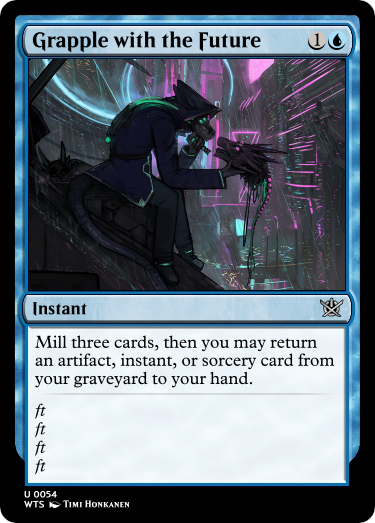 Grapple with the Future 1
Instant
Mill three cards, then you may return
an artifact, instant, or sorcery card from
your graveyard to your hand.
ft
ft
ft
ft
U 0054
WTS Timi Honkanen